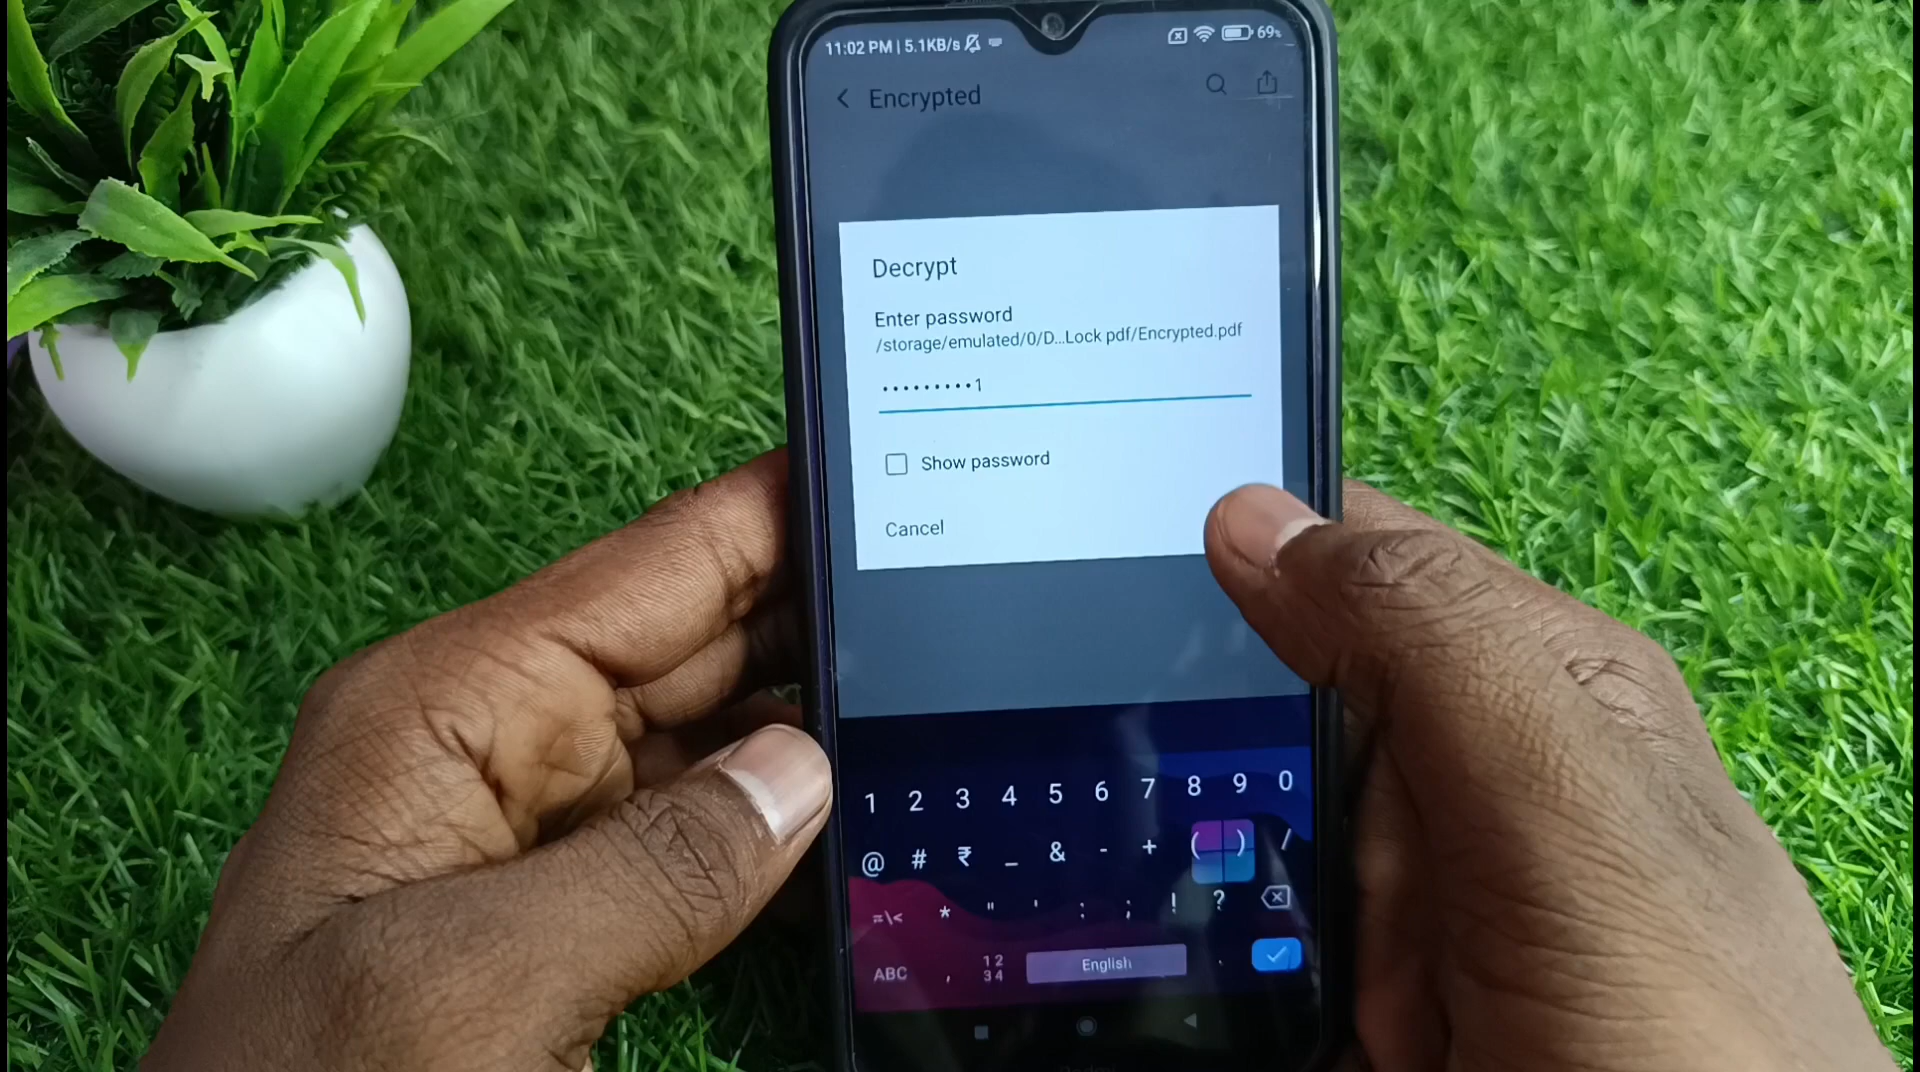 11:02 PM | 5.1KB/s
69%
Encrypted
Decrypt
Enter password
/storage/emulated/0/D...Lock pdf/Encrypted.pdf
•••••••••1
Show password
Cancel
1 2 3 4 5 6 7 8 9 0
@ # ₹ _ & - + ( ) /
=\< * " ' : ; ! ?
ABC , 12 34 English .